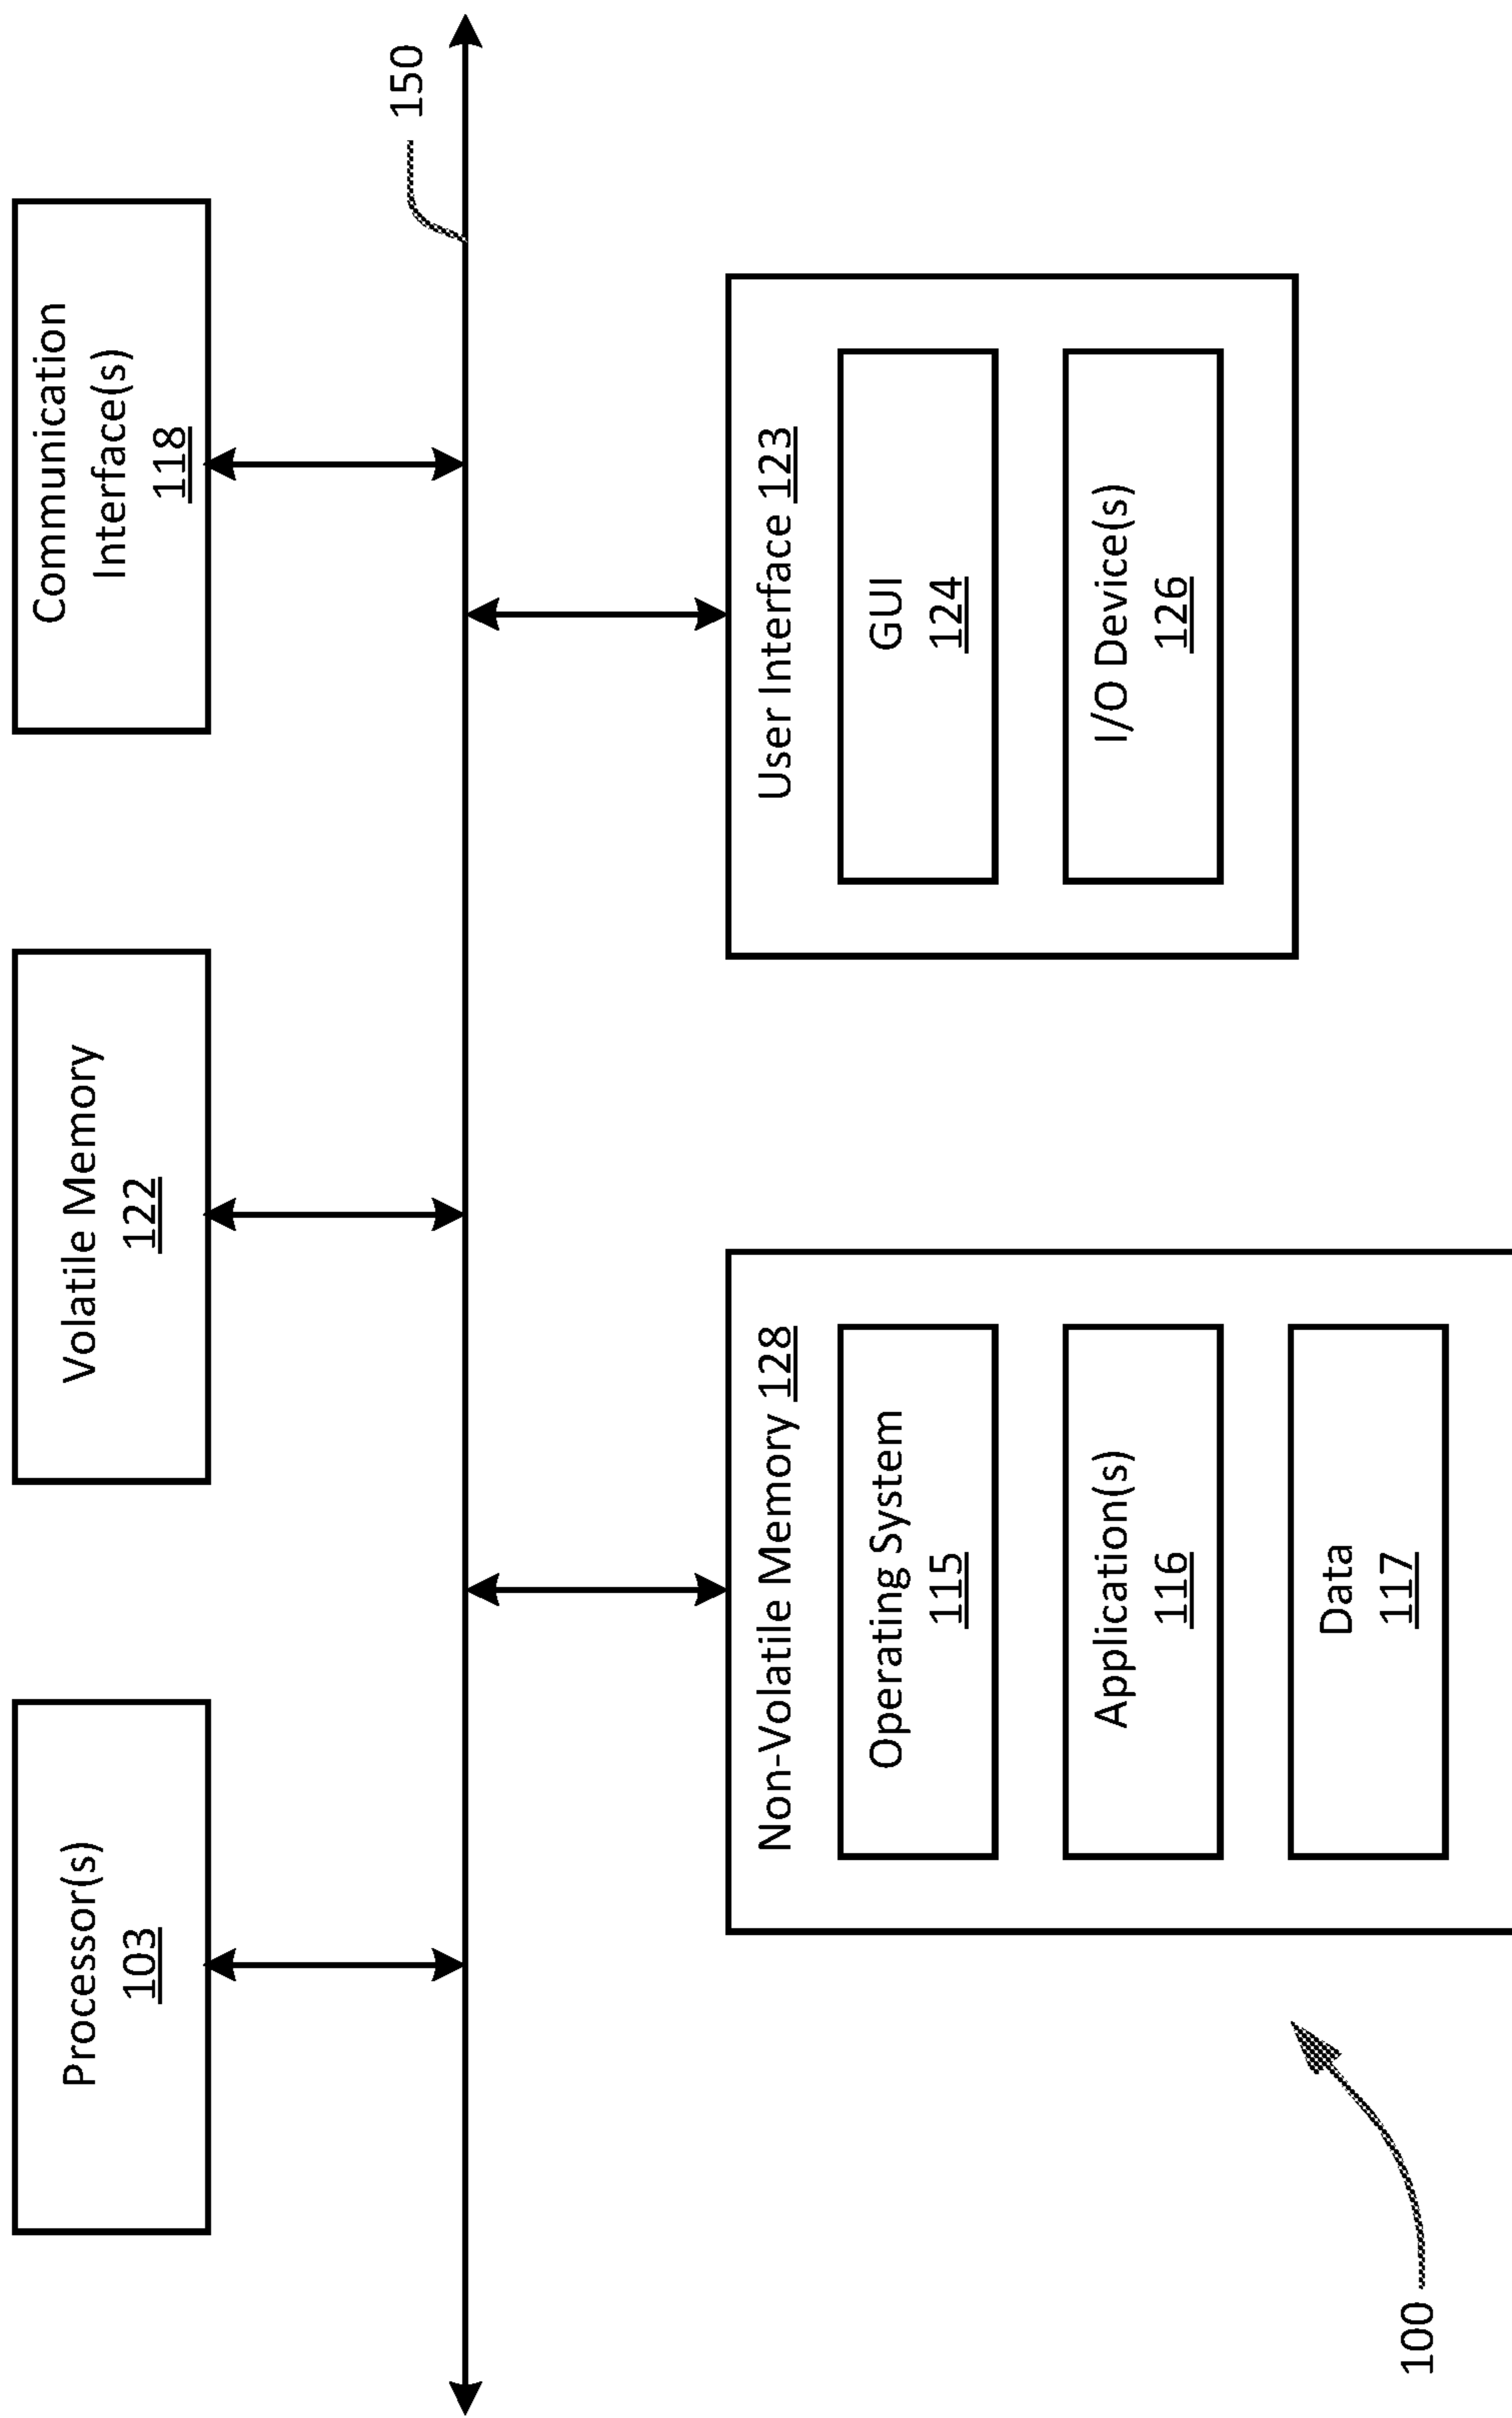 Processor(s)
103
Volatile Memory
122
Communication
Interface(s)
118
150
Non-Volatile Memory 128
Operating System
115
Application(s)
116
Data
117
User Interface 123
GUI
124
I/O Device(s)
126
100